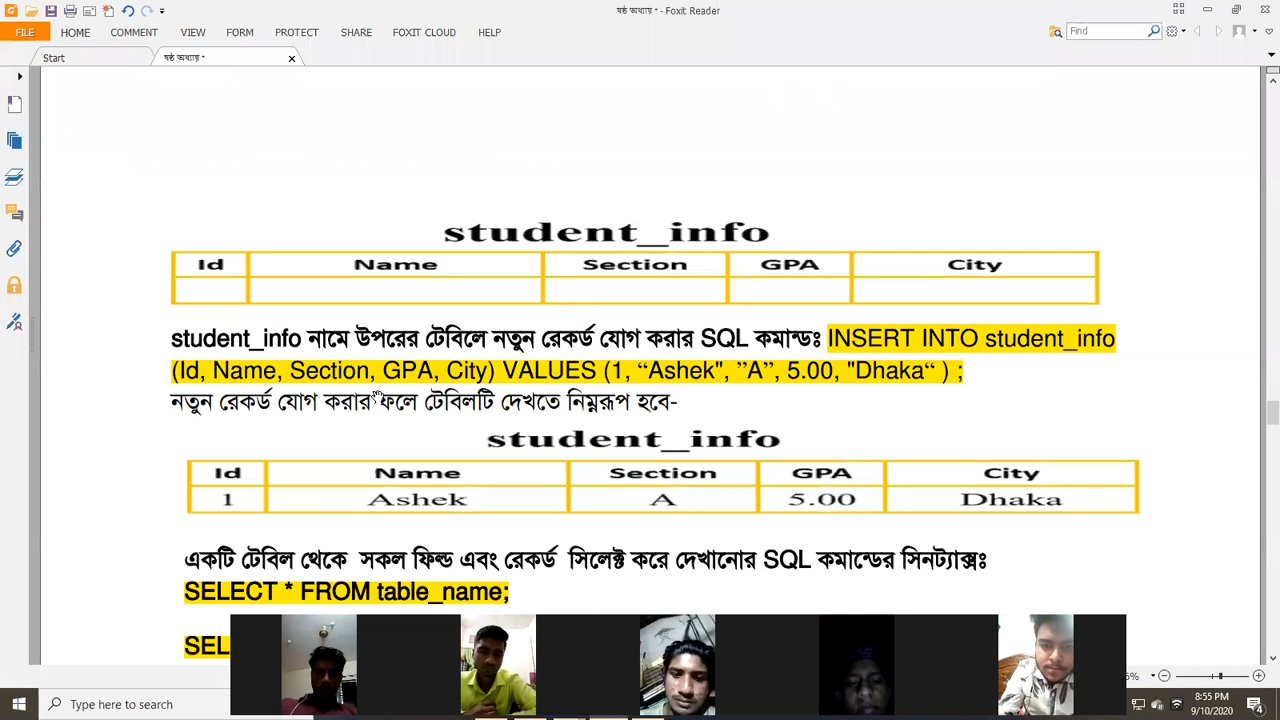 ষষ্ঠ অধ্যায় * - Foxit Reader
FILE HOME COMMENT VIEW FORM PROTECT SHARE FOXIT CLOUD HELP Find
Start ষষ্ঠ অধ্যায় *
student_info
Id Name Section GPA City
student_info নামে উপরের টেবিলে নতুন রেকর্ড যোগ করার SQL কমান্ডঃ INSERT INTO student_info
(Id, Name, Section, GPA, City) VALUES (1, “Ashek", ”A”, 5.00, "Dhaka“ ) ;
নতুন রেকর্ড যোগ করার ফলে টেবিলটি দেখতে নিম্নরূপ হবে-
student_info
Id Name Section GPA City
1 Ashek A 5.00 Dhaka
একটি টেবিল থেকে সকল ফিল্ড এবং রেকর্ড সিলেক্ট করে দেখানোর SQL কমান্ডের সিনট্যাক্সঃ
SELECT * FROM table_name;
SEL
Type here to search
8:55 PM
9/10/2020